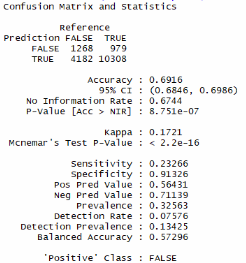 Confusion Matrix and Statistics
Reference
Prediction FALSE TRUE
FALSE 1268 979
TRUE 4182 10308
Accuracy : 0.6916
95% CI : (0.6846, 0.6986)
No Information Rate : 0.6744
P-Value [Acc > NIR] : 8.751e-07
Kappa : 0.1721
Mcnemar's Test P-Value : < 2.2e-16
Sensitivity : 0.23266
Specificity : 0.91326
Pos Pred Value : 0.56431
Neg Pred Value : 0.71139
Prevalence : 0.32563
Detection Rate : 0.07576
Detection Prevalence : 0.13425
Balanced Accuracy : 0.57296
'Positive' Class : FALSE